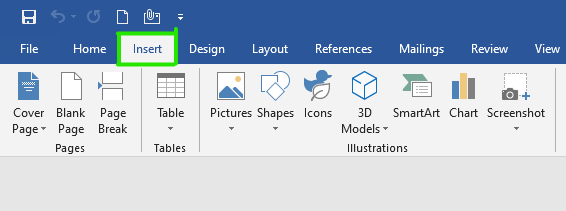 File Home Insert Design Layout References Mailings Review View
Cover Page Blank Page Page Break Table Pictures Shapes Icons 3D Models SmartArt Chart Screenshot
Pages Tables Illustrations